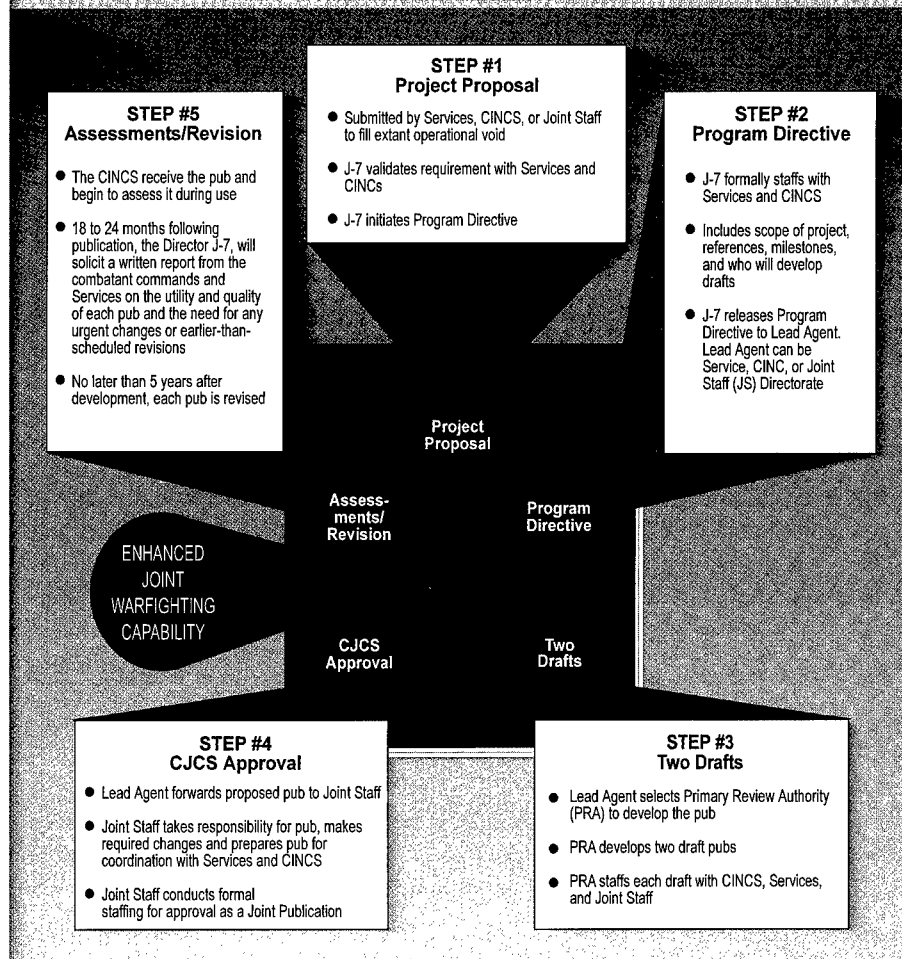 STEP #1
Project Proposal
● Submitted by Services, CINCS, or Joint Staff
to fill extant operational void
● J-7 validates requirement with Services and
CINCs
● J-7 initiates Program Directive
STEP #2
Program Directive
● J-7 formally staffs with
Services and CINCS
● Includes scope of project,
references, milestones,
and who will develop
drafts
● J-7 releases Program
Directive to Lead Agent.
Lead Agent can be
Service, CINC, or Joint
Staff (JS) Directorate
STEP #3
Two Drafts
● Lead Agent selects Primary Review Authority
(PRA) to develop the pub
● PRA develops two draft pubs
● PRA staffs each draft with CINCS, Services,
and Joint Staff
STEP #4
CJCS Approval
● Lead Agent forwards proposed pub to Joint Staff
● Joint Staff takes responsibility for pub, makes
required changes and prepares pub for
coordination with Services and CINCS
● Joint Staff conducts formal
staffing for approval as a Joint Publication
STEP #5
Assessments/Revision
● The CINCS receive the pub and
begin to assess it during use
● 18 to 24 months following
publication, the Director J-7, will
solicit a written report from the
combatant commands and
Services on the utility and quality
of each pub and the need for any
urgent changes or earlier-than-
scheduled revisions
● No later than 5 years after
development, each pub is revised
Project
Proposal
Program
Directive
Two
Drafts
CJCS
Approval
Assess-
ments/
Revision
ENHANCED
JOINT
WARFIGHTING
CAPABILITY